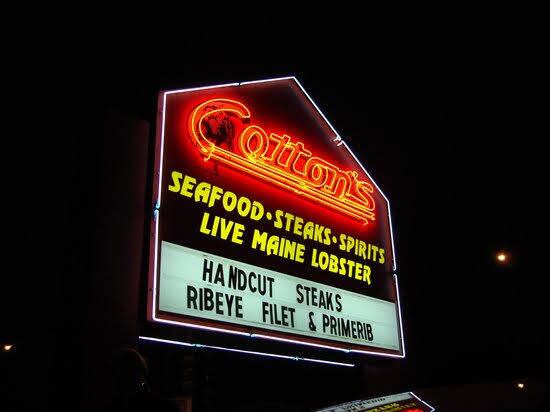 Cotton's
SEAFOOD • STEAKS • SPIRITS
LIVE MAINE LOBSTER
HANDCUT STEAKS
RIBEYE FILET & PRIMERIB